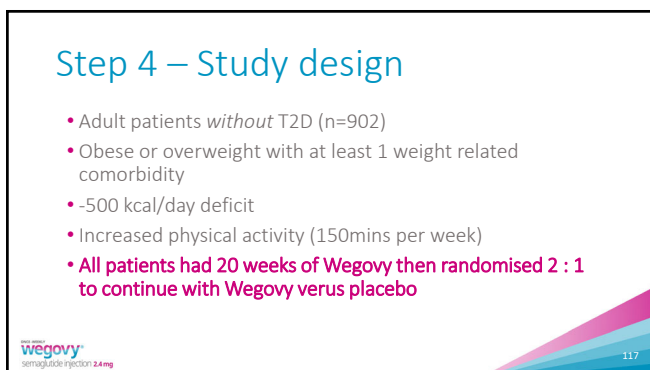 Step 4 – Study design
• Adult patients without T2D (n=902)
• Obese or overweight with at least 1 weight related
comorbidity
• -500 kcal/day deficit
• Increased physical activity (150mins per week)
• All patients had 20 weeks of Wegovy then randomised 2 : 1
to continue with Wegovy verus placebo
wegovy®
semaglutide injection 2.4 mg
117